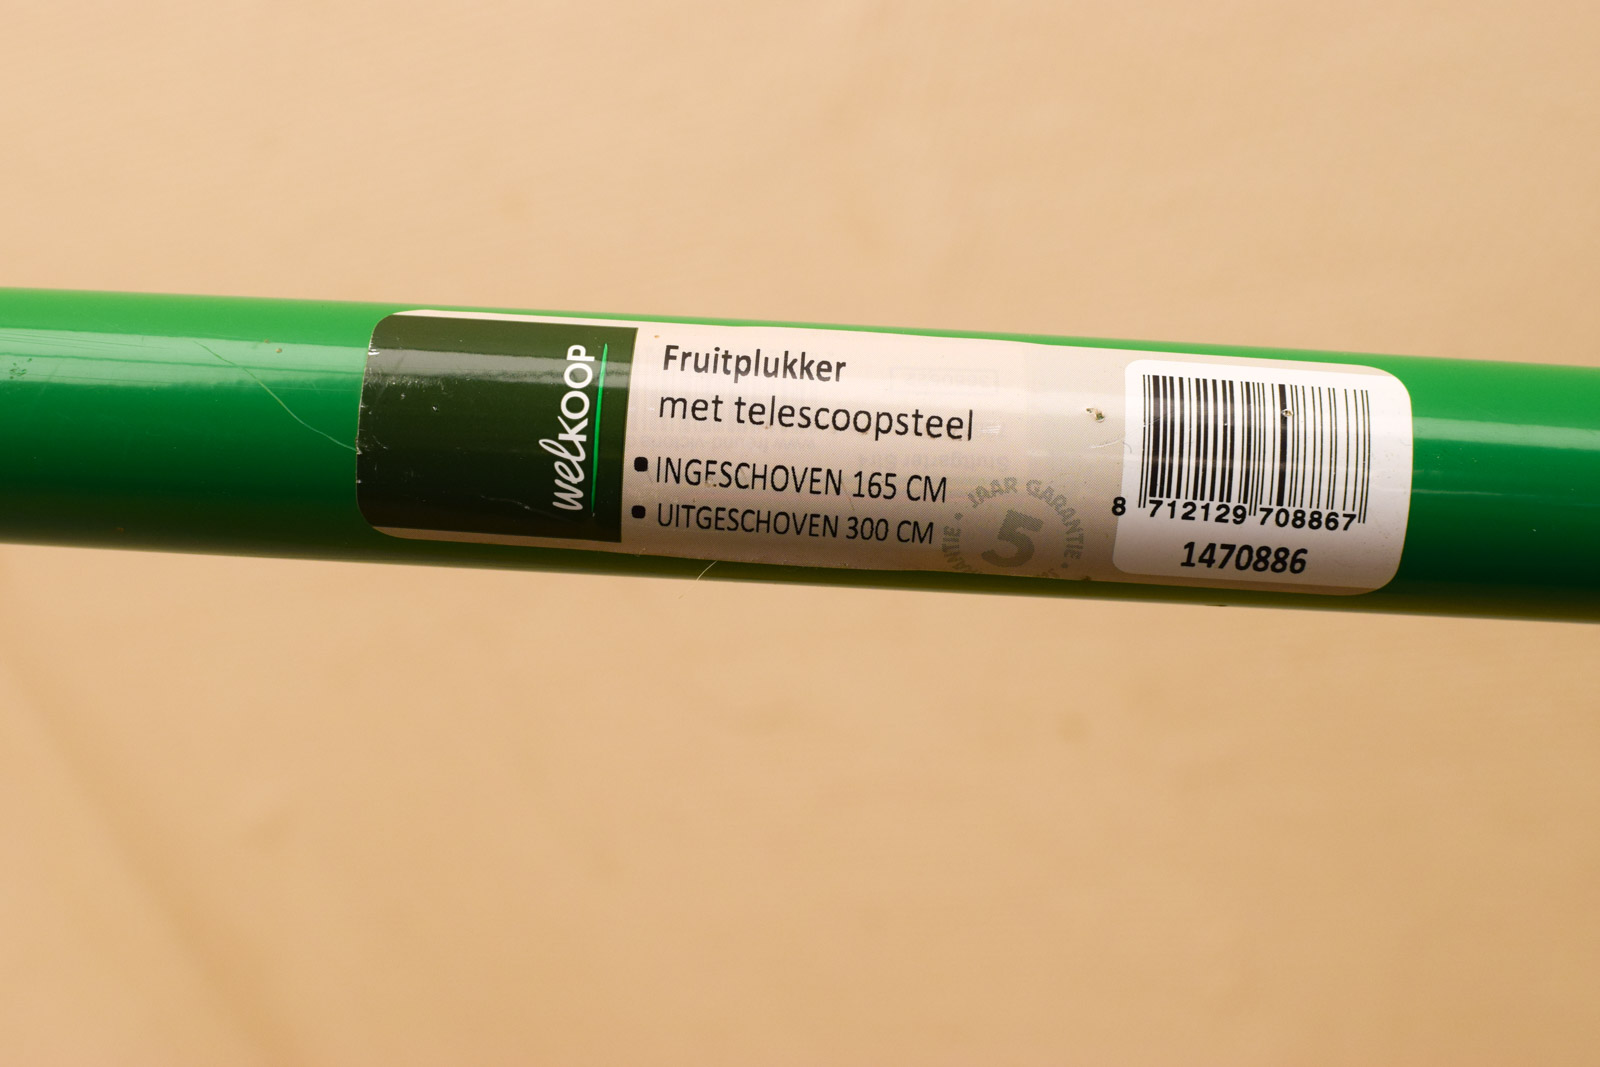 welkoop
Fruitplukker
met telescoopsteel
INGESCHOVEN 165 CM
UITGESCHOVEN 300 CM
JAAR GARANTIE
5
8 712129 708867
1470886